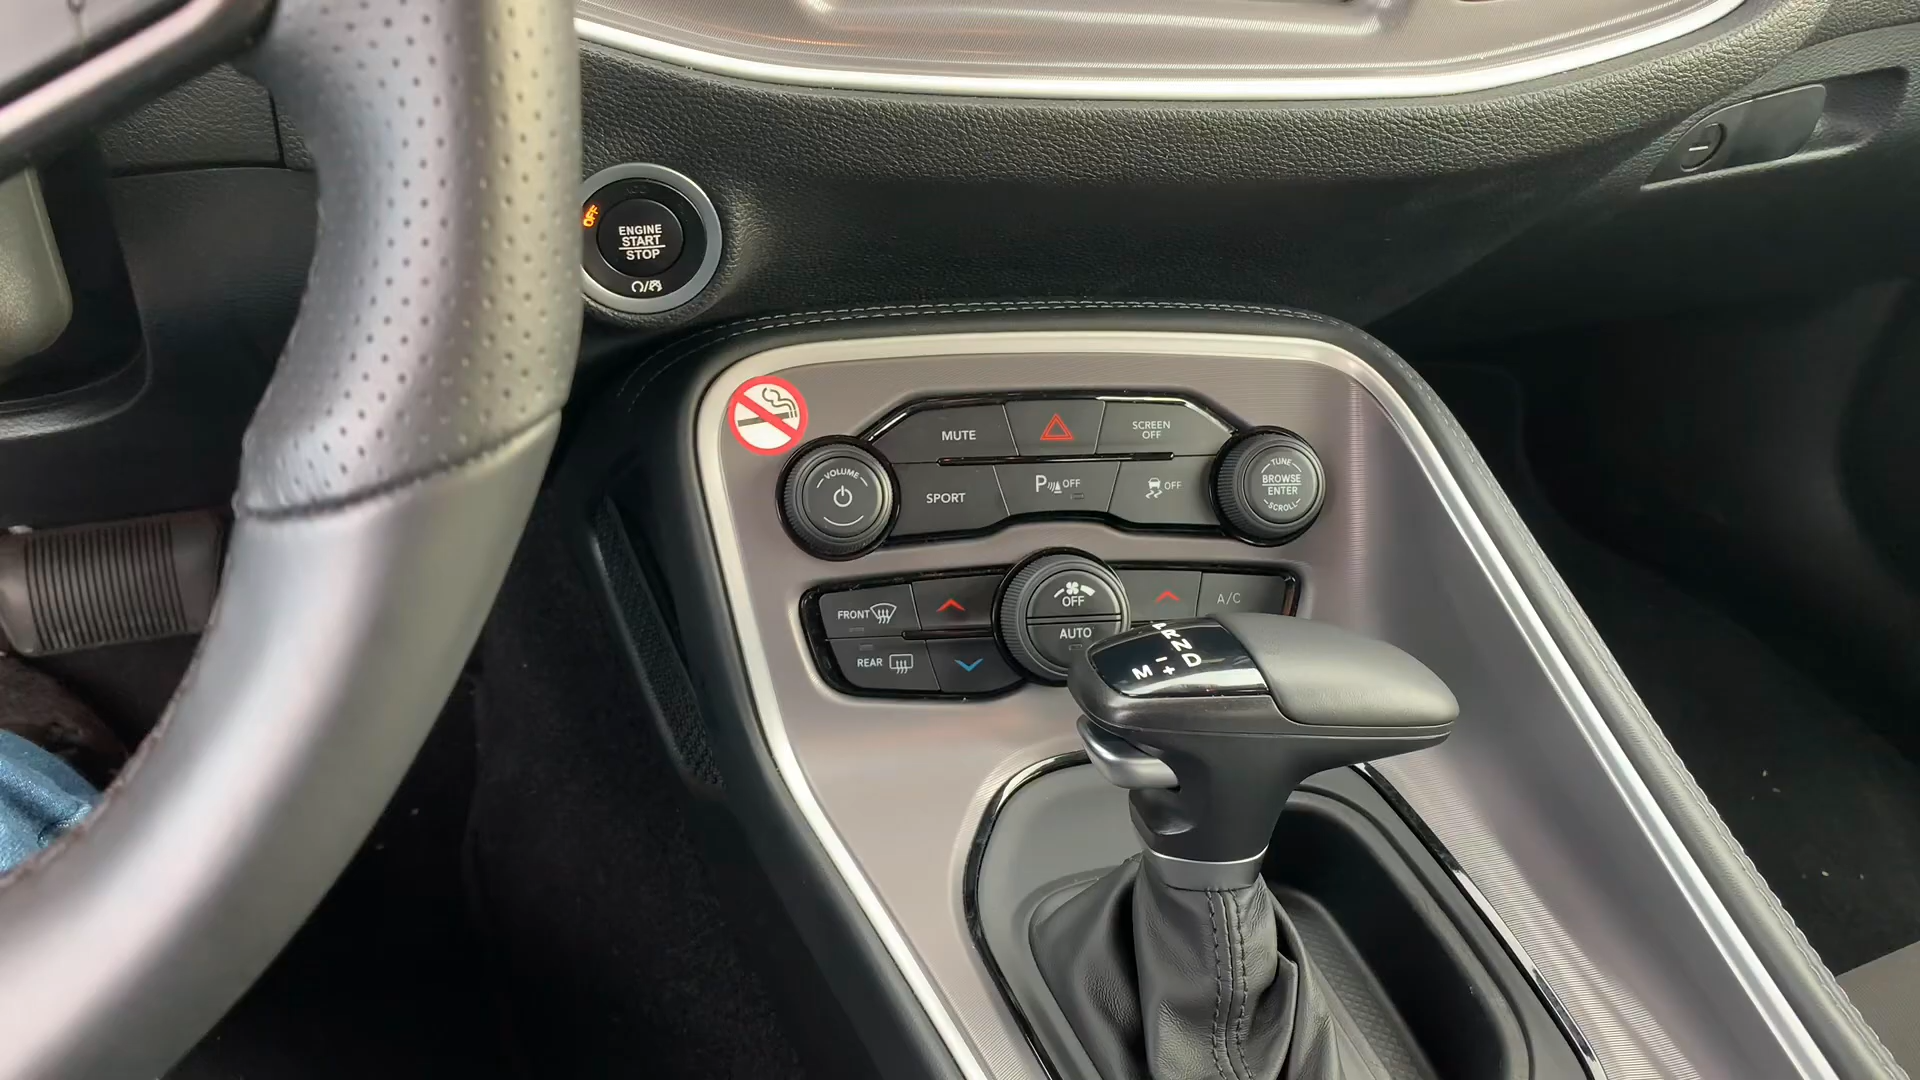 OFF
ENGINE
START
STOP
MUTE
SCREEN
OFF
VOLUME
SPORT
P OFF
OFF
TUNE
BROWSE
ENTER
SCROLL
FRONT
OFF
A/C
AUTO
REAR
R
N
D
M
-
+